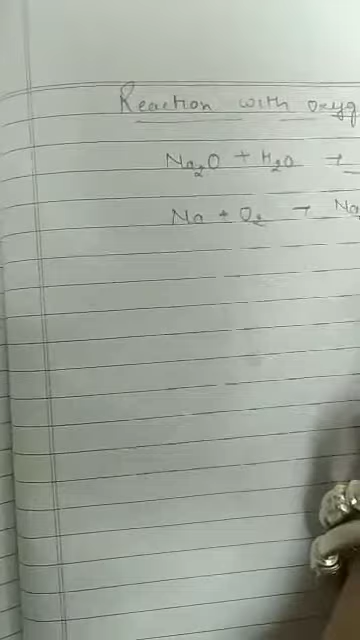 Reaction with oxyg
Na₂O + H₂O →
Na + O₂ → Na